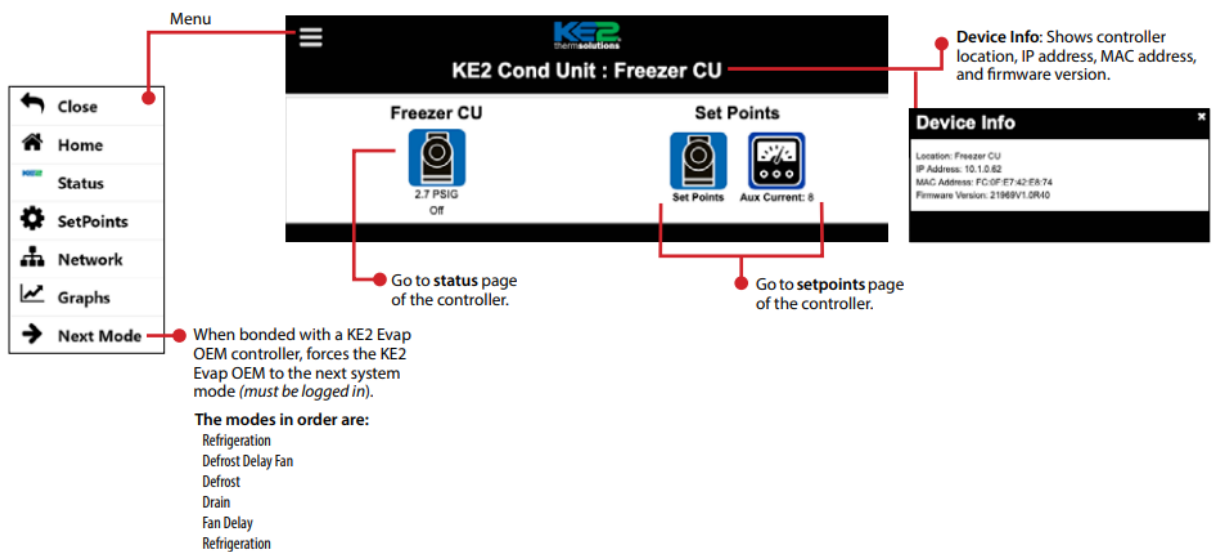 Menu
Close
Home
Status
SetPoints
Network
Graphs
Next Mode
KE2
thermsolutions
KE2 Cond Unit : Freezer CU
Freezer CU
2.7 PSIG
Off
Set Points
Set Points
Aux Current: 8
Device Info: Shows controller
location, IP address, MAC address,
and firmware version.
Device Info
×
Location: Freezer CU
IP Address: 10.1.0.62
MAC Address: FC:0F:E7:42:E8:74
Firmware Version: 21969V1.0R40
Go to status page
of the controller.
Go to setpoints page
of the controller.
When bonded with a KE2 Evap
OEM controller, forces the KE2
Evap OEM to the next system
mode (must be logged in).
The modes in order are:
Refrigeration
Defrost Delay Fan
Defrost
Drain
Fan Delay
Refrigeration